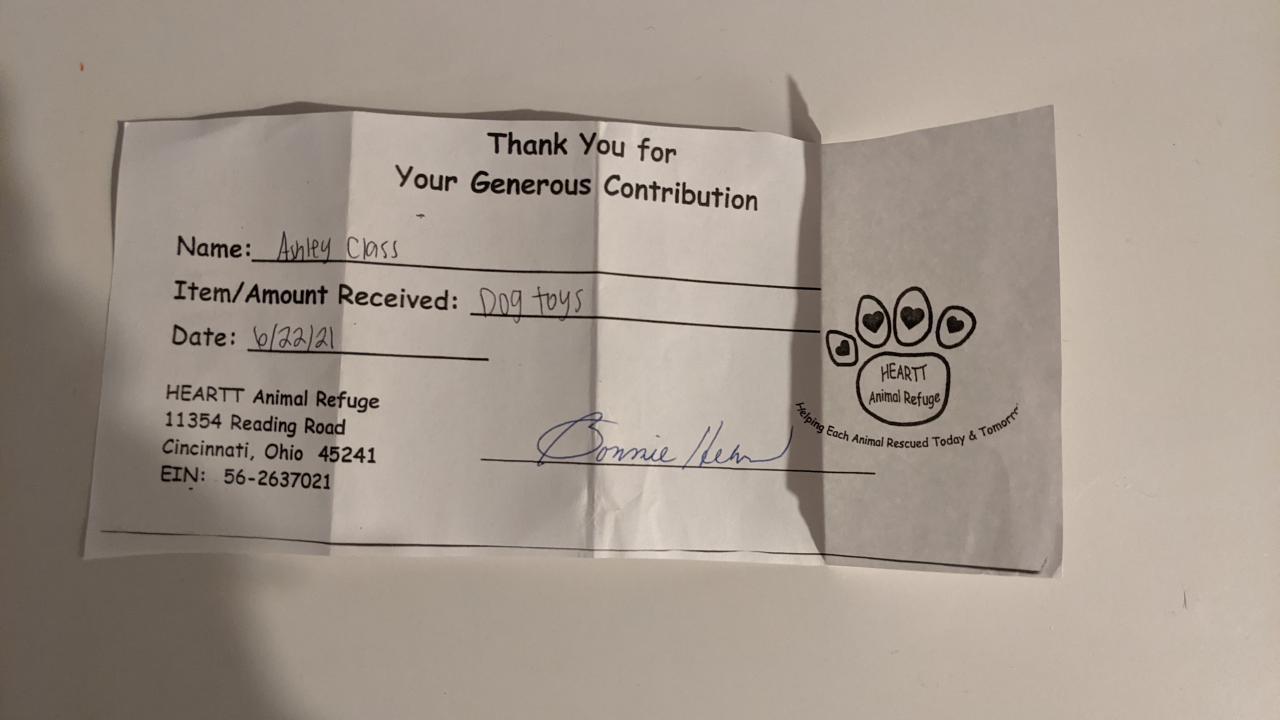 Thank You for
Your Generous Contribution
Name: Ashley Class
Item/Amount Received: Dog toys
Date: 6/22/21
HEARTT Animal Refuge
11354 Reading Road
Cincinnati, Ohio 45241
EIN: 56-2637021
Bonnie
HEARTT
Animal Refuge
Helping Each Animal Rescued Today &